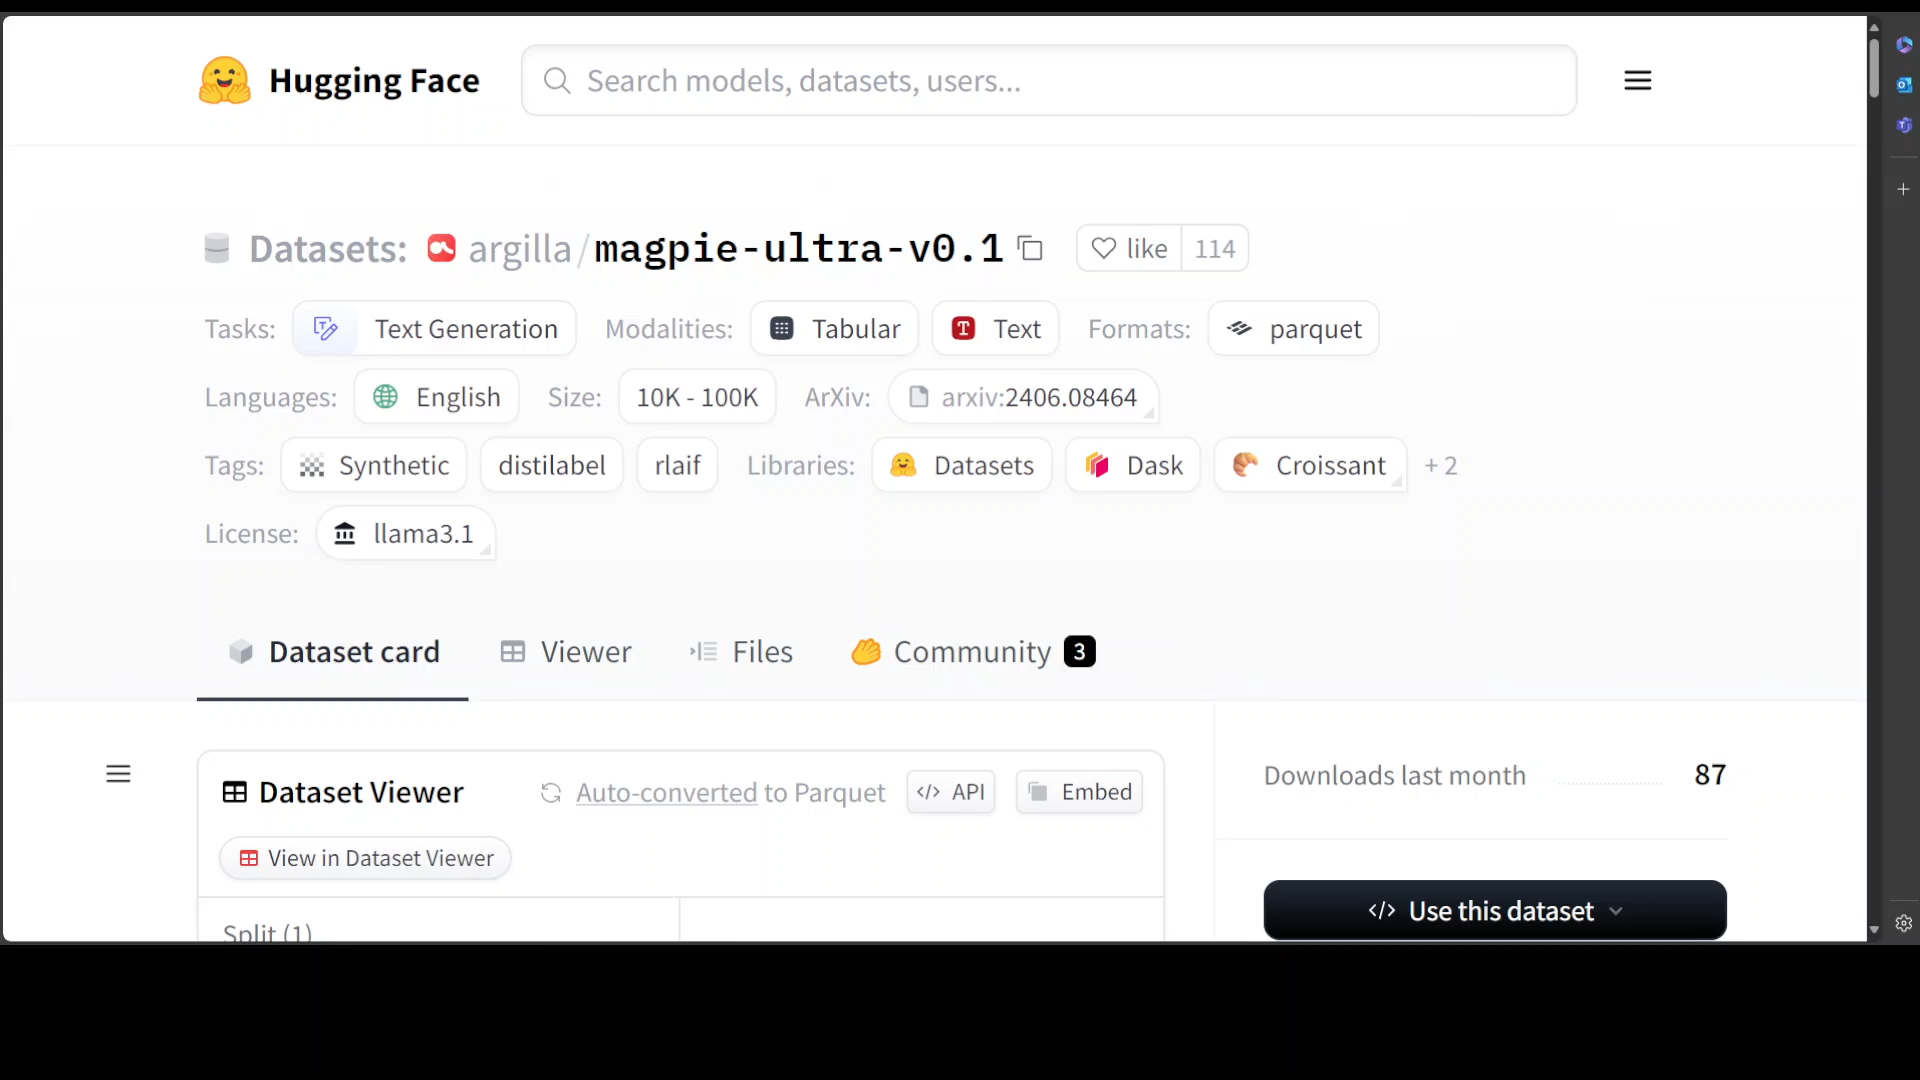 Hugging Face
Search models, datasets, users...
Datasets: argilla/magpie-ultra-v0.1 like 114
Tasks: Text Generation Modalities: Tabular Text Formats: parquet
Languages: English Size: 10K - 100K ArXiv: arxiv:2406.08464
Tags: Synthetic distilabel rlaif Libraries: Datasets Dask Croissant + 2
License: llama3.1
Dataset card Viewer Files Community 3
Dataset Viewer Auto-converted to Parquet API Embed
View in Dataset Viewer
Split (1)
Downloads last month 87
Use this dataset